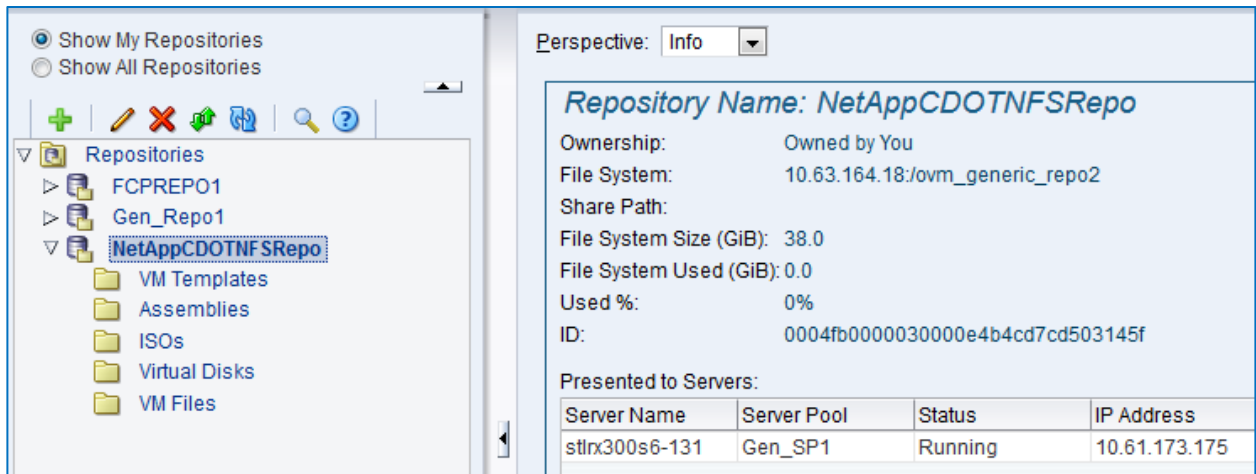 Show My Repositories
Show All Repositories
Repositories
FCPREPO1
Gen_Repo1
NetAppCDOTNFSRepo
VM Templates
Assemblies
ISOs
Virtual Disks
VM Files
Perspective: Info
Repository Name: NetAppCDOTNFSRepo
Ownership: Owned by You
File System: 10.63.164.18:/ovm_generic_repo2
Share Path:
File System Size (GiB): 38.0
File System Used (GiB): 0.0
Used %: 0%
ID: 0004fb0000030000e4b4cd7cd503145f
Presented to Servers:
Server Name Server Pool Status IP Address
stlrx300s6-131 Gen_SP1 Running 10.61.173.175